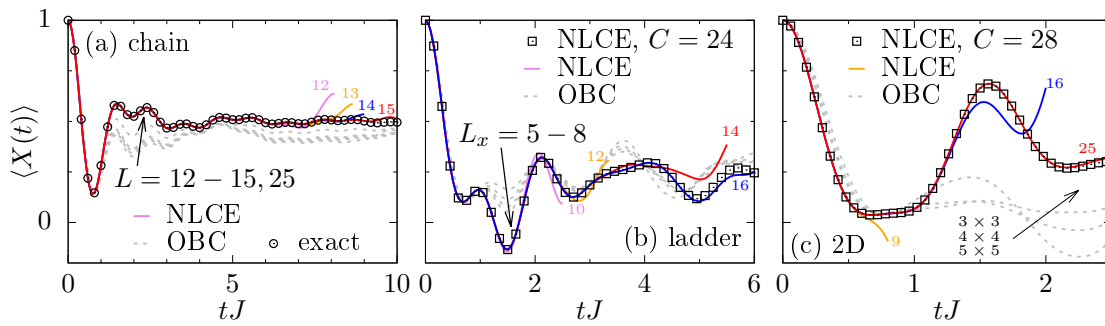 ⟨X(t)⟩
1
0
(a) chain
12
13
14
15
L = 12 − 15, 25
NLCE
OBC
exact
0
5
10
tJ
NLCE, C = 24
NLCE
OBC
L_x = 5 − 8
14
12
16
10
(b) ladder
0
2
4
6
tJ
NLCE, C = 28
NLCE
OBC
16
25
9
3 × 3
4 × 4
5 × 5
(c) 2D
0
1
2
tJ